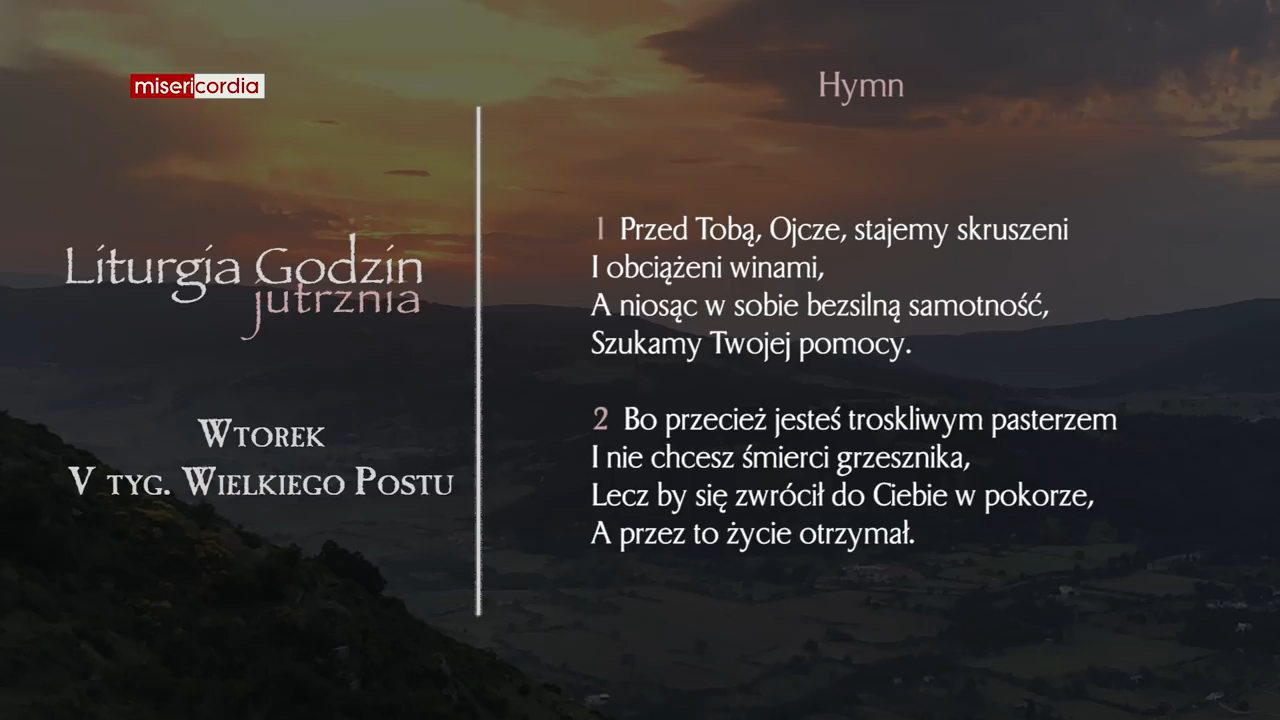 misericordia
Liturgia Godzin
jutrznia
Wtorek
V tyg. Wielkiego Postu
Hymn
1 Przed Tobą, Ojcze, stajemy skruszeni
I obciążeni winami,
A niosąc w sobie bezsilną samotność,
Szukamy Twojej pomocy.
2 Bo przecież jesteś troskliwym pasterzem
I nie chcesz śmierci grzesznika,
Lecz by się zwrócił do Ciebie w pokorze,
A przez to życie otrzymał.